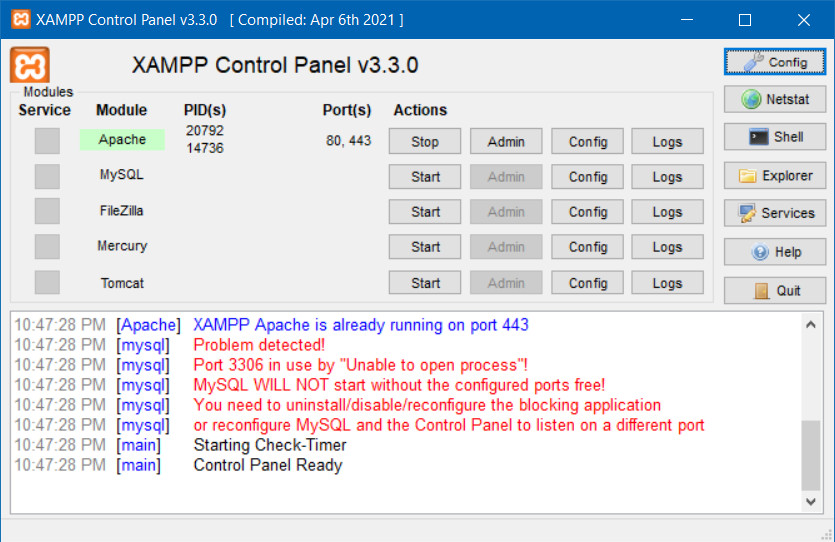 XAMPP Control Panel v3.3.0 [ Compiled: Apr 6th 2021 ]
XAMPP Control Panel v3.3.0
Config
Modules
Service Module PID(s) Port(s) Actions
Netstat
Apache 20792 14736 80, 443 Stop Admin Config Logs
Shell
MySQL Start Admin Config Logs
Explorer
FileZilla Start Admin Config Logs
Services
Mercury Start Admin Config Logs
Help
Tomcat Start Admin Config Logs
Quit
10:47:28 PM [Apache] XAMPP Apache is already running on port 443
10:47:28 PM [mysql] Problem detected!
10:47:28 PM [mysql] Port 3306 in use by "Unable to open process"!
10:47:28 PM [mysql] MySQL WILL NOT start without the configured ports free!
10:47:28 PM [mysql] You need to uninstall/disable/reconfigure the blocking application
10:47:28 PM [mysql] or reconfigure MySQL and the Control Panel to listen on a different port
10:47:28 PM [main] Starting Check-Timer
10:47:28 PM [main] Control Panel Ready